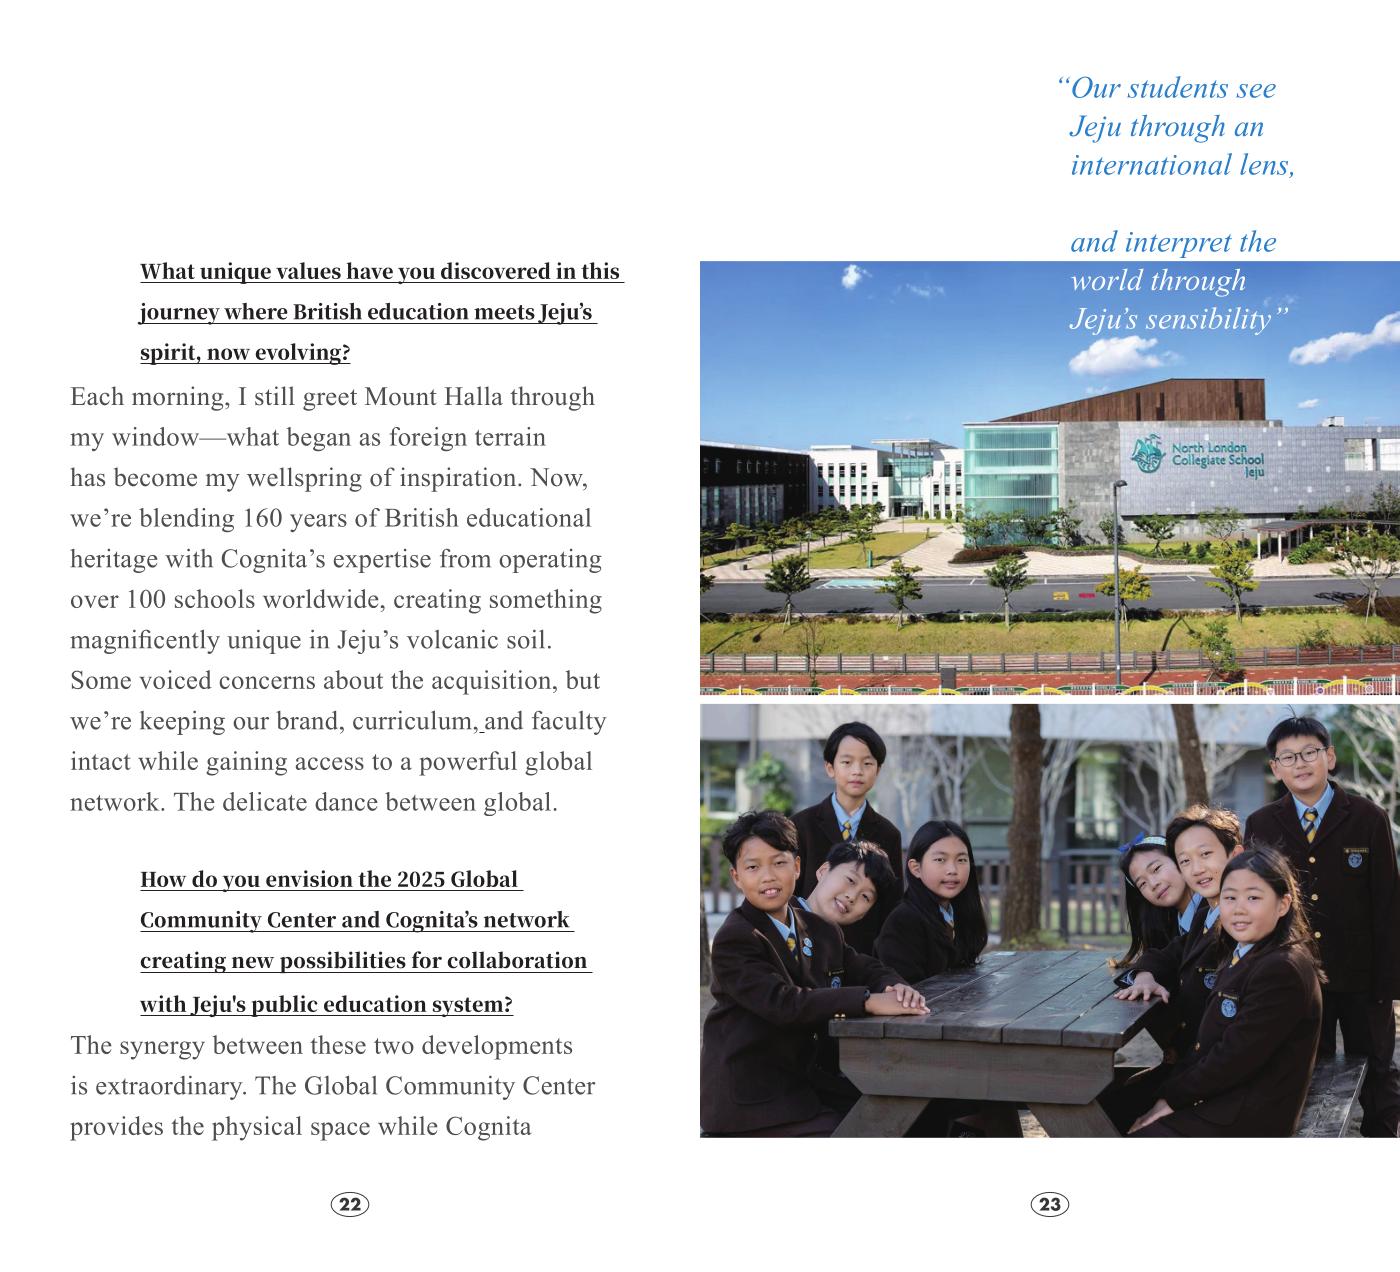 “Our students see
Jeju through an
international lens,
and interpret the
world through
Jeju’s sensibility”
What unique values have you discovered in this
journey where British education meets Jeju’s
spirit, now evolving?
Each morning, I still greet Mount Halla through
my window—what began as foreign terrain
has become my wellspring of inspiration. Now,
we’re blending 160 years of British educational
heritage with Cognita’s expertise from operating
over 100 schools worldwide, creating something
magnificently unique in Jeju’s volcanic soil.
Some voiced concerns about the acquisition, but
we’re keeping our brand, curriculum, and faculty
intact while gaining access to a powerful global
network. The delicate dance between global.
How do you envision the 2025 Global
Community Center and Cognita’s network
creating new possibilities for collaboration
with Jeju's public education system?
The synergy between these two developments
is extraordinary. The Global Community Center
provides the physical space while Cognita
North London
Collegiate School
Jeju
22
23